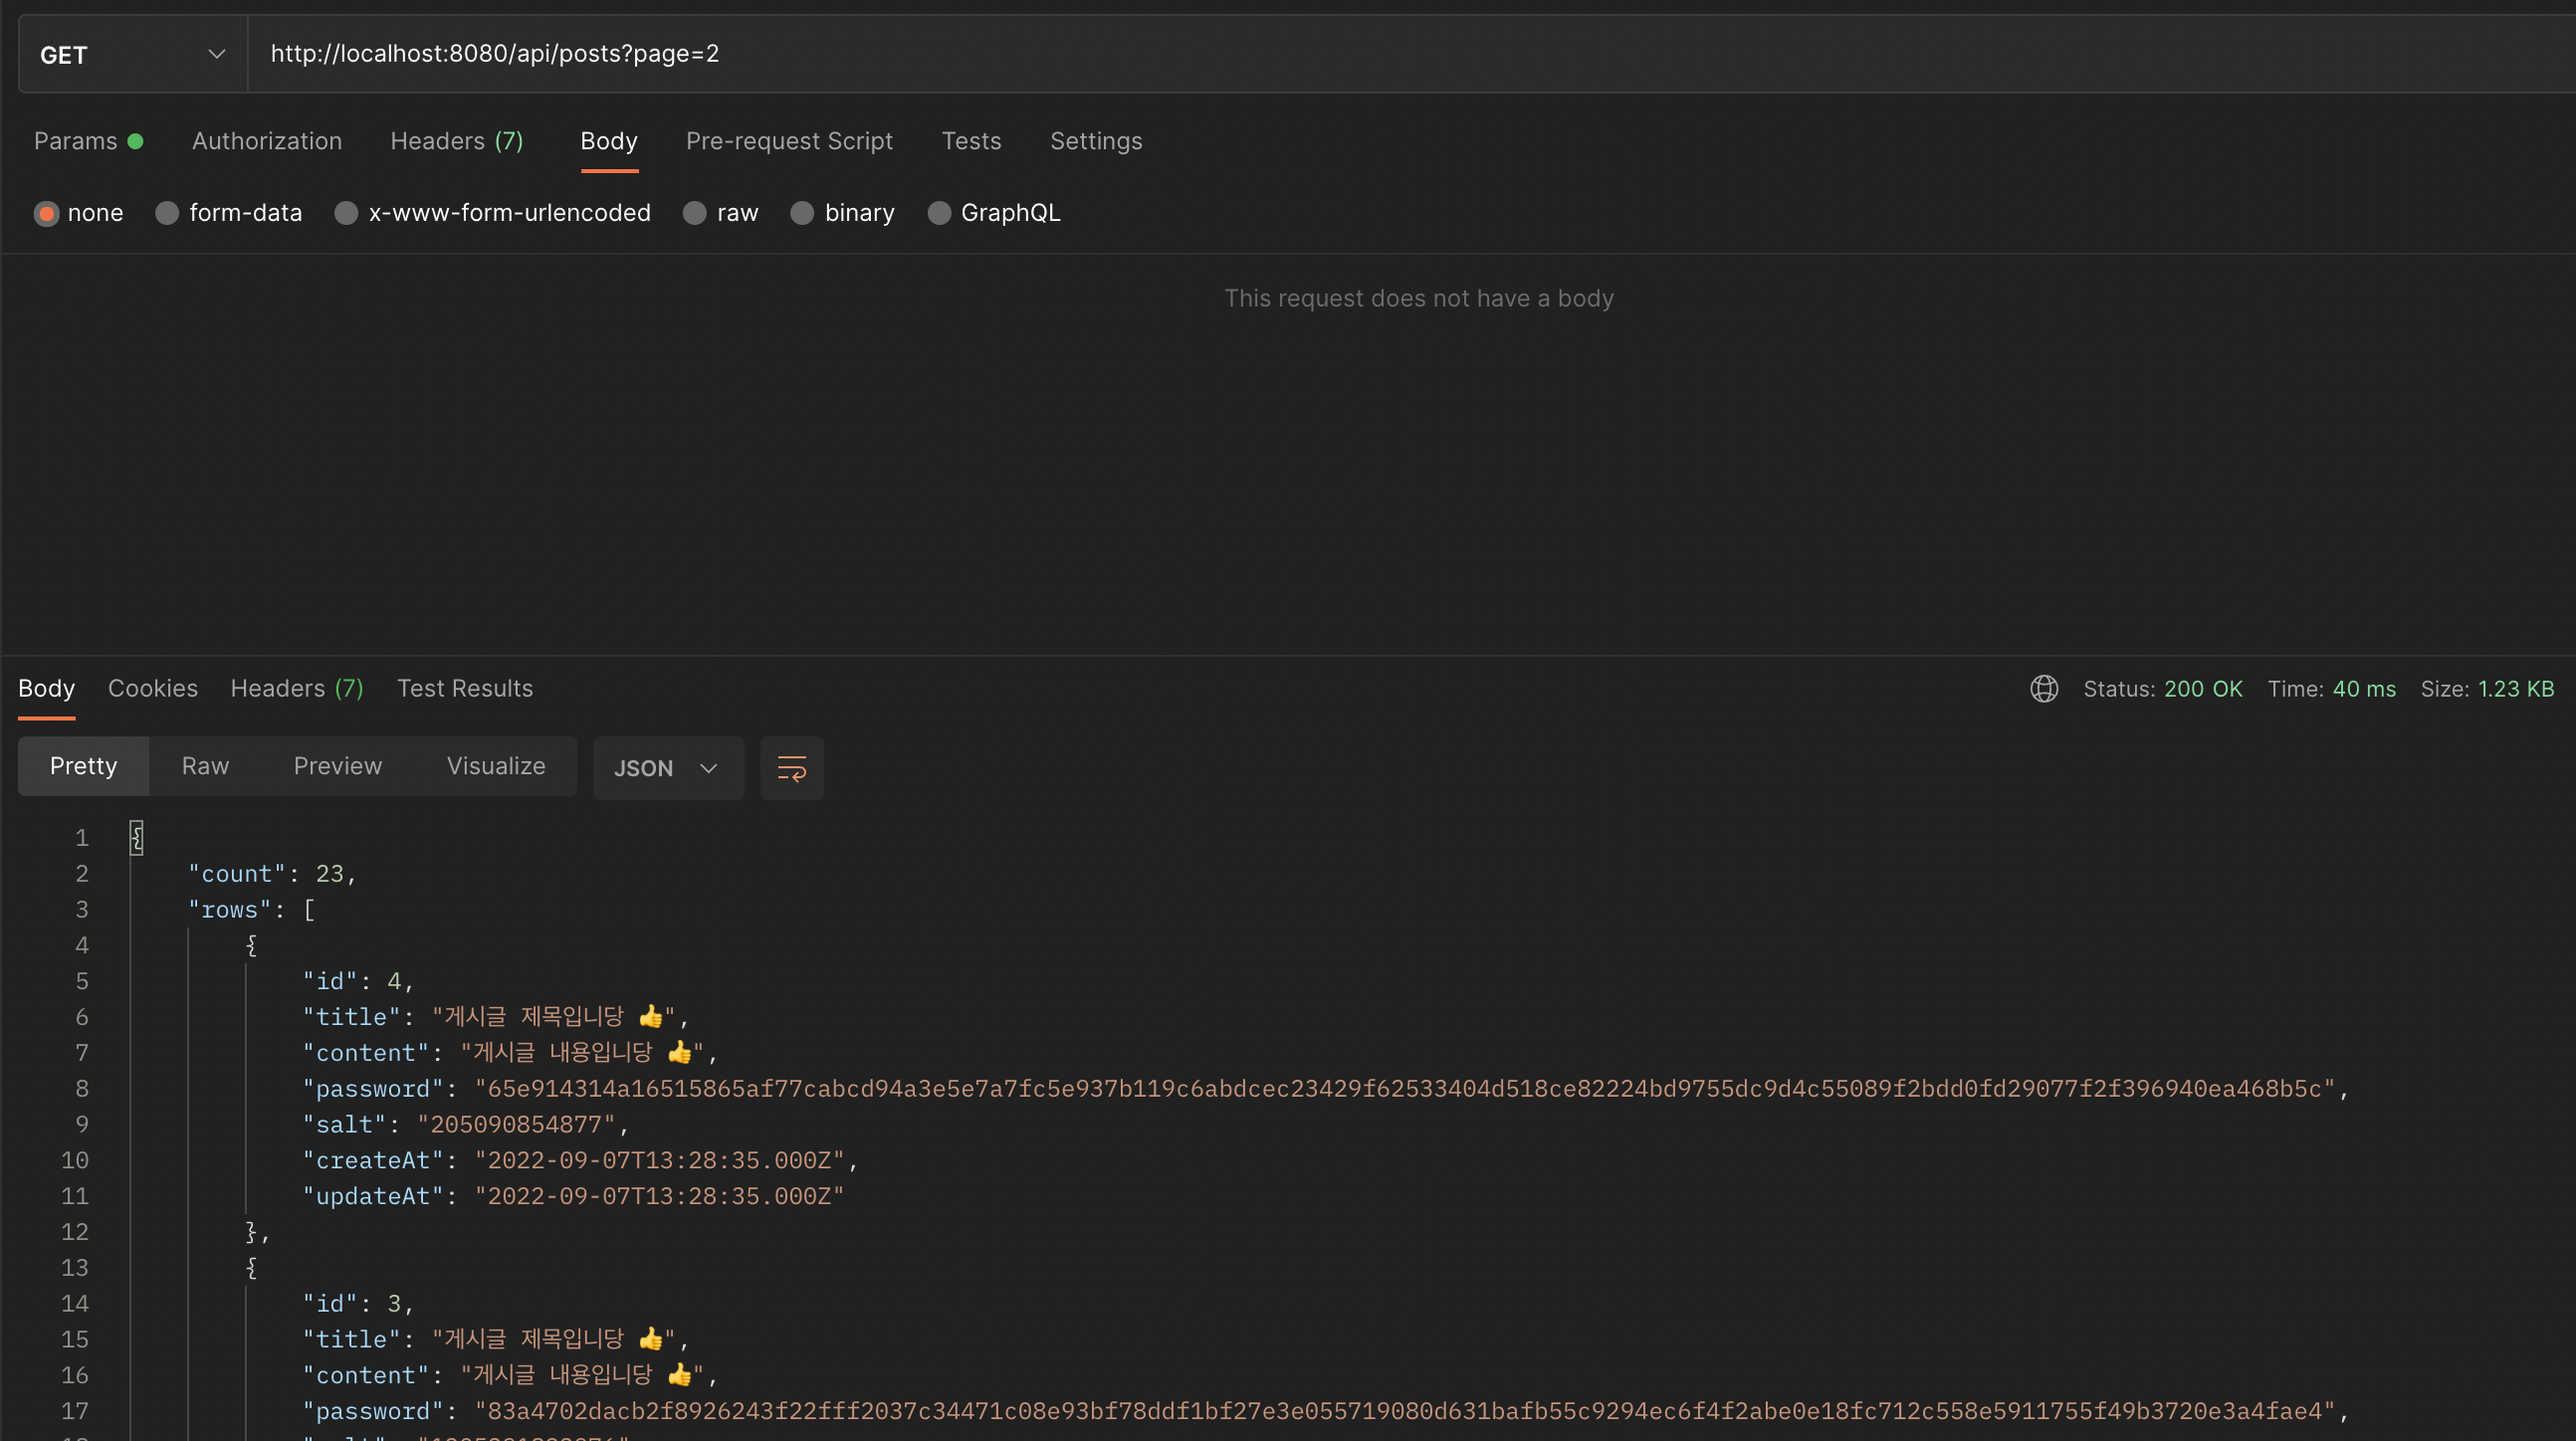 GET http://localhost:8080/api/posts?page=2
Params Authorization Headers (7) Body Pre-request Script Tests Settings
none form-data x-www-form-urlencoded raw binary GraphQL
This request does not have a body
Body Cookies Headers (7) Test Results Status: 200 OK Time: 40 ms Size: 1.23 KB
Pretty Raw Preview Visualize JSON
1 {
2 "count": 23,
3 "rows": [
4 {
5 "id": 4,
6 "title": "게시글 제목입니당 👍",
7 "content": "게시글 내용입니당 👍",
8 "password": "65e914314a16515865af77cabcd94a3e5e7a7fc5e937b119c6abdcec23429f62533404d518ce82224bd9755dc9d4c55089f2bdd0fd29077f2f396940ea468b5c",
9 "salt": "205090854877",
10 "createAt": "2022-09-07T13:28:35.000Z",
11 "updateAt": "2022-09-07T13:28:35.000Z"
12 },
13 {
14 "id": 3,
15 "title": "게시글 제목입니당 👍",
16 "content": "게시글 내용입니당 👍",
17 "password": "83a4702dacb2f8926243f22fff2037c34471c08e93bf78ddf1bf27e3e055719080d631bafb55c9294ec6f4f2abe0e18fc712c558e5911755f49b3720e3a4fae4",